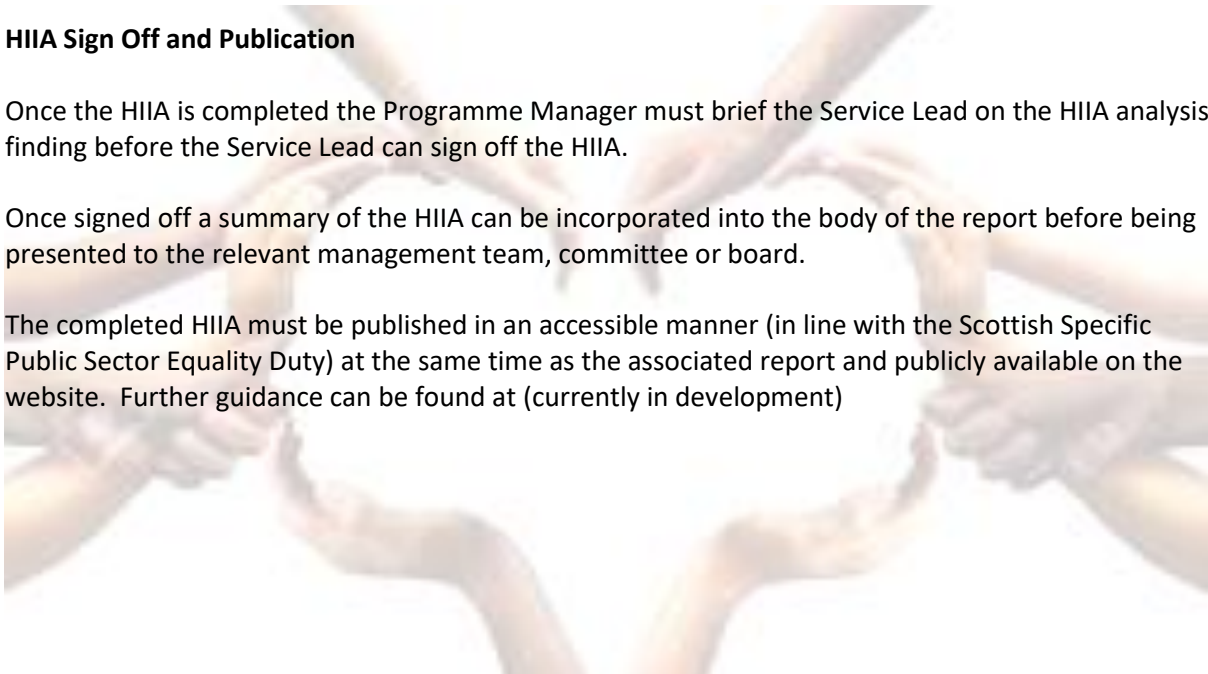 HIIA Sign Off and Publication
Once the HIIA is completed the Programme Manager must brief the Service Lead on the HIIA analysis
finding before the Service Lead can sign off the HIIA.
Once signed off a summary of the HIIA can be incorporated into the body of the report before being
presented to the relevant management team, committee or board.
The completed HIIA must be published in an accessible manner (in line with the Scottish Specific
Public Sector Equality Duty) at the same time as the associated report and publicly available on the
website.  Further guidance can be found at (currently in development)